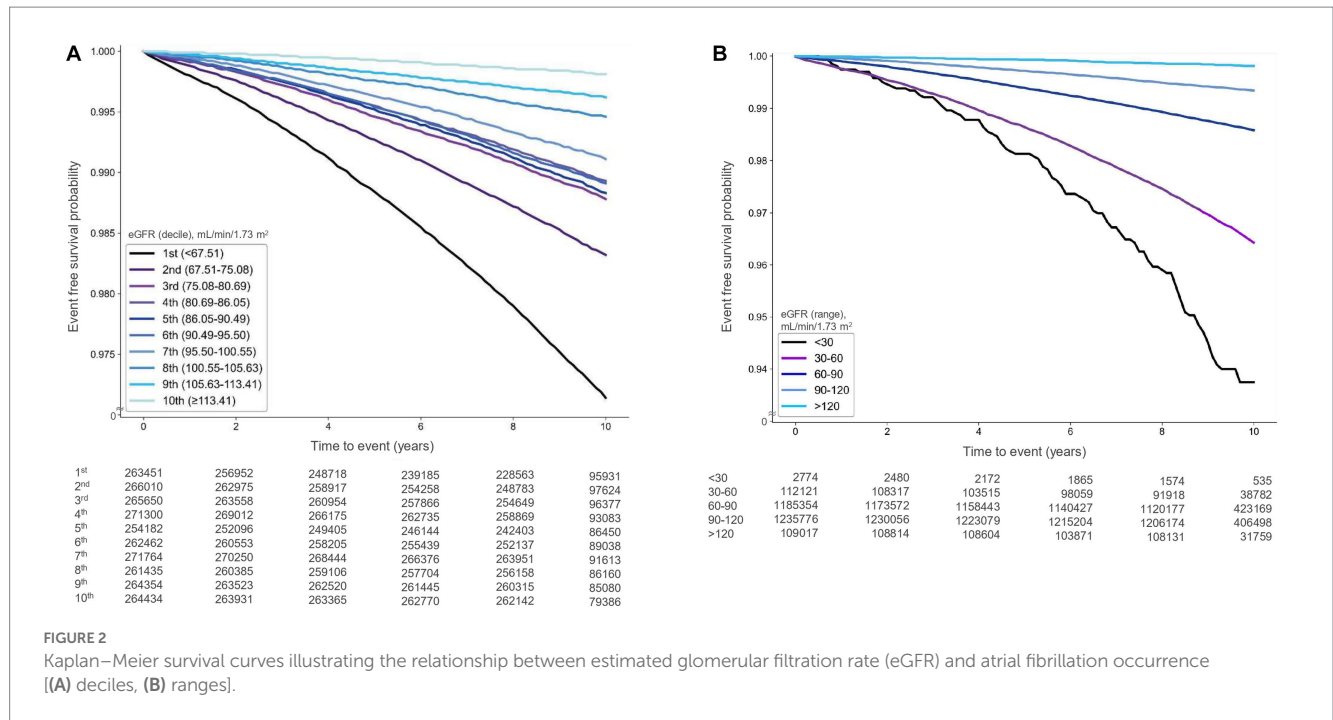 A
Event free survival probability
1.000
0.995
0.990
0.985
0.980
0.975
0
eGFR (decile), mL/min/1.73 m²
1st (<67.51)
2nd (67.51-75.08)
3rd (75.08-80.69)
4th (80.69-86.05)
5th (86.05-90.49)
6th (90.49-95.50)
7th (95.50-100.55)
8th (100.55-105.63)
9th (105.63-113.41)
10th (≥113.41)
0 2 4 6 8 10
Time to event (years)
1st 263451 256952 248718 239185 228563 95931
2nd 266010 262975 258917 254258 248783 97624
3rd 265650 263558 260954 257866 254649 96377
4th 271300 269012 266175 262735 258869 93083
5th 254182 252096 249405 246144 242403 86450
6th 262462 260553 258205 255439 252137 89038
7th 271764 270250 268444 266376 263951 91613
8th 261435 260385 259106 257704 256158 86160
9th 264354 263523 262520 261445 260315 85080
10th 264434 263931 263365 262770 262142 79386
B
Event free survival probability
1.00
0.99
0.98
0.97
0.96
0.95
0.94
0
eGFR (range),
mL/min/1.73 m²
<30
30-60
60-90
90-120
>120
0 2 4 6 8 10
Time to event (years)
<30 2774 2480 2172 1865 1574 535
30-60 112121 108317 103515 98059 91918 38782
60-90 1185354 1173572 1158443 1140427 1120177 423169
90-120 1235776 1230056 1223079 1215204 1206174 406498
>120 109017 108814 108604 103871 108131 31759
FIGURE 2
Kaplan–Meier survival curves illustrating the relationship between estimated glomerular filtration rate (eGFR) and atrial fibrillation occurrence
[(A) deciles, (B) ranges].